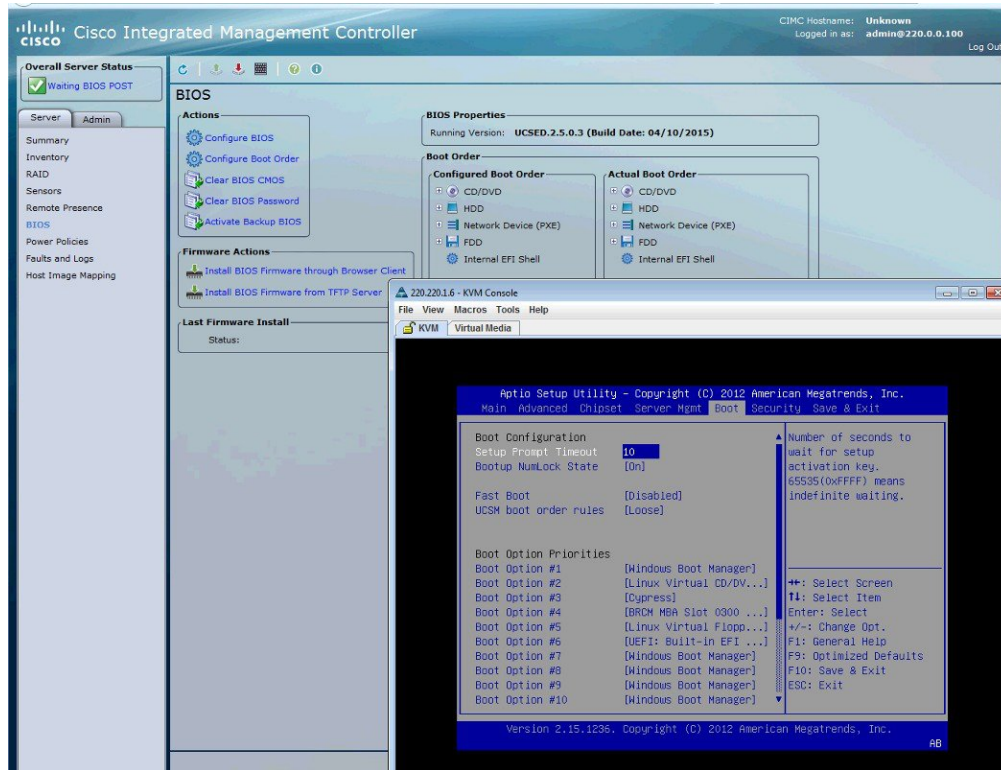 CISCO
Cisco Integrated Management Controller
CIMC Hostname: Unknown
Logged in as: admin@220.0.0.100
Log Out
Overall Server Status
Waiting BIOS POST
Server
Admin
Summary
Inventory
RAID
Sensors
Remote Presence
BIOS
Power Policies
Faults and Logs
Host Image Mapping
BIOS
Actions
Configure BIOS
Configure Boot Order
Clear BIOS CMOS
Clear BIOS Password
Activate Backup BIOS
BIOS Properties
Running Version: UCSED.2.5.0.3 (Build Date: 04/10/2015)
Boot Order
Configured Boot Order
CD/DVD
HDD
Network Device (PXE)
FDD
Internal EFI Shell
Actual Boot Order
CD/DVD
HDD
Network Device (PXE)
FDD
Internal EFI Shell
Firmware Actions
Install BIOS Firmware through Browser Client
Install BIOS Firmware from TFTP Server
Last Firmware Install
Status:
220.220.1.6 - KVM Console
File View Macros Tools Help
KVM Virtual Media
Aptio Setup Utility - Copyright (C) 2012 American Megatrends, Inc.
Main Advanced Chipset Server Mgmt Boot Security Save & Exit
Boot Configuration
Setup Prompt Timeout 10
Bootup NumLock State [On]
Fast Boot [Disabled]
UCSM boot order rules [Loose]
Boot Option Priorities
Boot Option #1 [Windows Boot Manager]
Boot Option #2 [Linux Virtual CD/DV...]
Boot Option #3 [Cypress]
Boot Option #4 [BRCM MBA Slot 0300 ...]
Boot Option #5 [Linux Virtual Flopp...]
Boot Option #6 [UEFI: Built-in EFI ...]
Boot Option #7 [Windows Boot Manager]
Boot Option #8 [Windows Boot Manager]
Boot Option #9 [Windows Boot Manager]
Boot Option #10 [Windows Boot Manager]
Number of seconds to
wait for setup
activation key.
65535(0xFFFF) means
indefinite waiting.
→←: Select Screen
↑↓: Select Item
Enter: Select
+/-: Change Opt.
F1: General Help
F9: Optimized Defaults
F10: Save & Exit
ESC: Exit
Version 2.15.1236. Copyright (C) 2012 American Megatrends, Inc.
AB